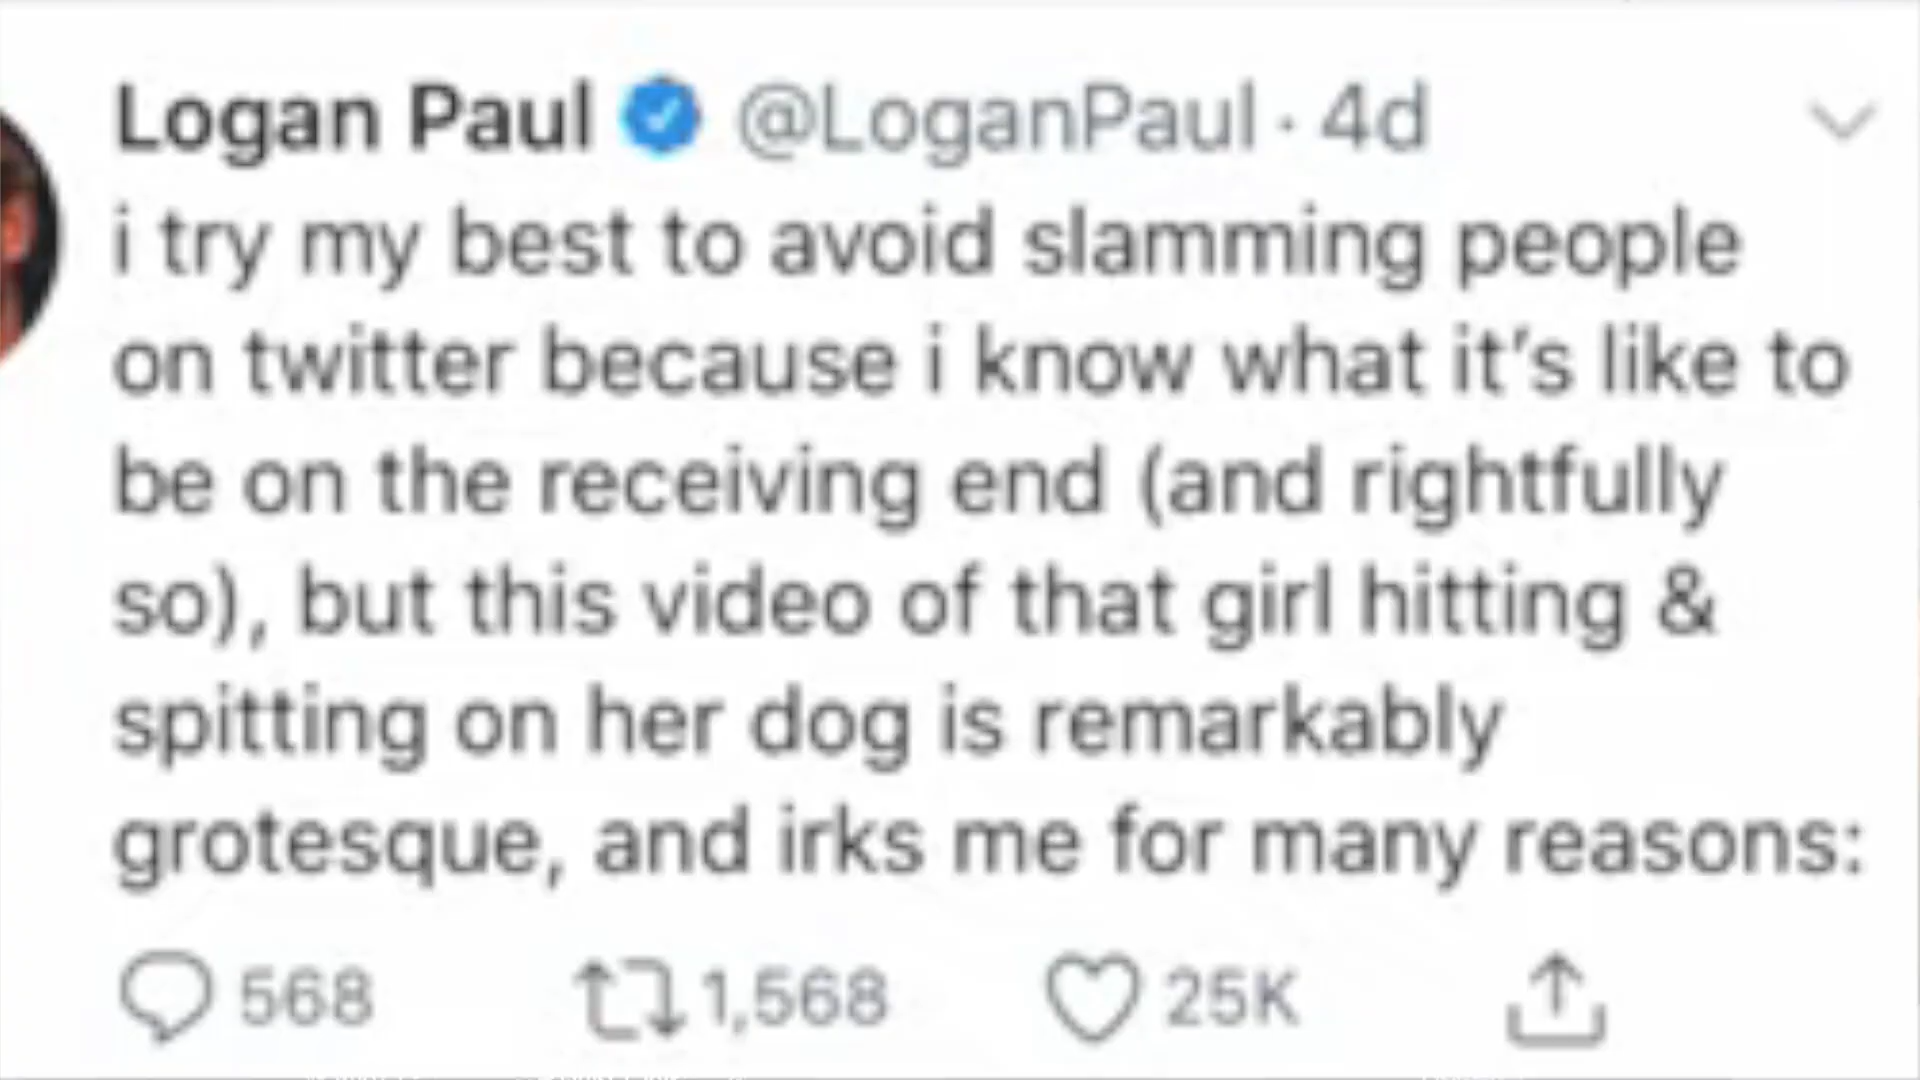 Logan Paul @LoganPaul · 4d
i try my best to avoid slamming people
on twitter because i know what it’s like to
be on the receiving end (and rightfully
so), but this video of that girl hitting &
spitting on her dog is remarkably
grotesque, and irks me for many reasons:
568 1,568 25K